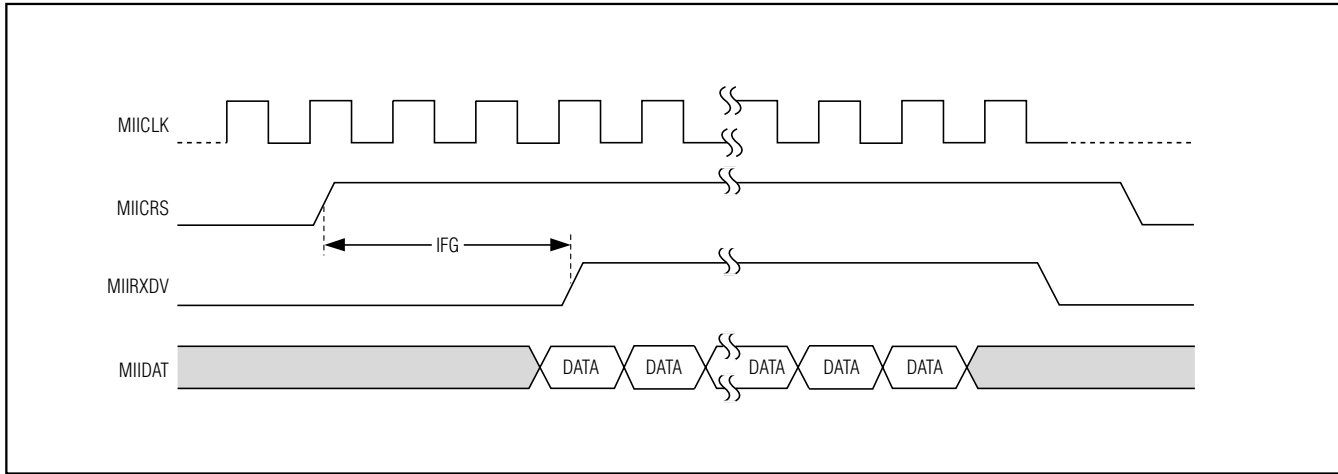 MIICLK
MIICRS
IFG
MIIRXDV
MIIDAT
DATA DATA DATA DATA DATA